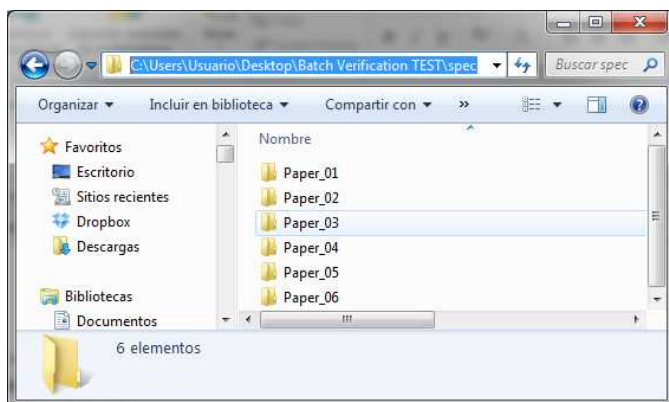 C:\Users\Usuario\Desktop\Batch Verification TEST\spec
Buscar spec
Organizar
Incluir en biblioteca
Compartir con
»
Favoritos
Escritorio
Sitios recientes
Dropbox
Descargas
Bibliotecas
Documentos
Nombre
Paper_01
Paper_02
Paper_03
Paper_04
Paper_05
Paper_06
6 elementos